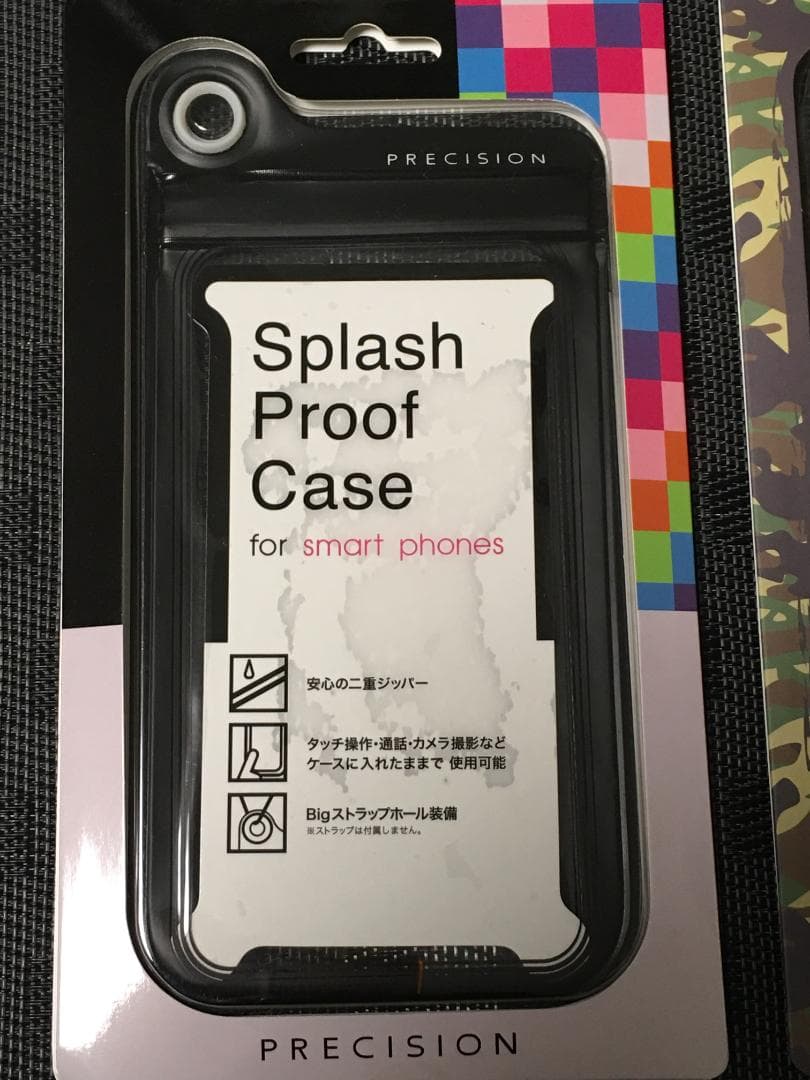 PRECISION
Splash
Proof
Case
for smart phones
安心の二重ジッパー
タッチ操作・通話・カメラ撮影など
ケースに入れたままで 使用可能
Bigストラップホール装備
※ストラップは付属しません。
PRECISION